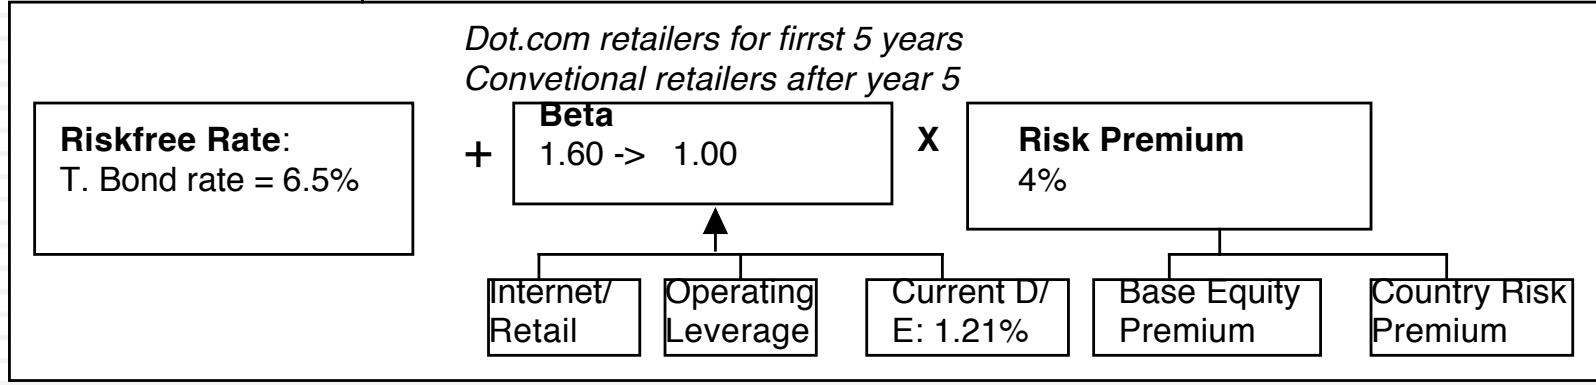 Dot.com retailers for firrst 5 years
Convetional retailers after year 5
Riskfree Rate:
T. Bond rate = 6.5%
+
Beta
1.60 -> 1.00
X
Risk Premium
4%
Internet/
Retail
Operating
Leverage
Current D/
E: 1.21%
Base Equity
Premium
Country Risk
Premium